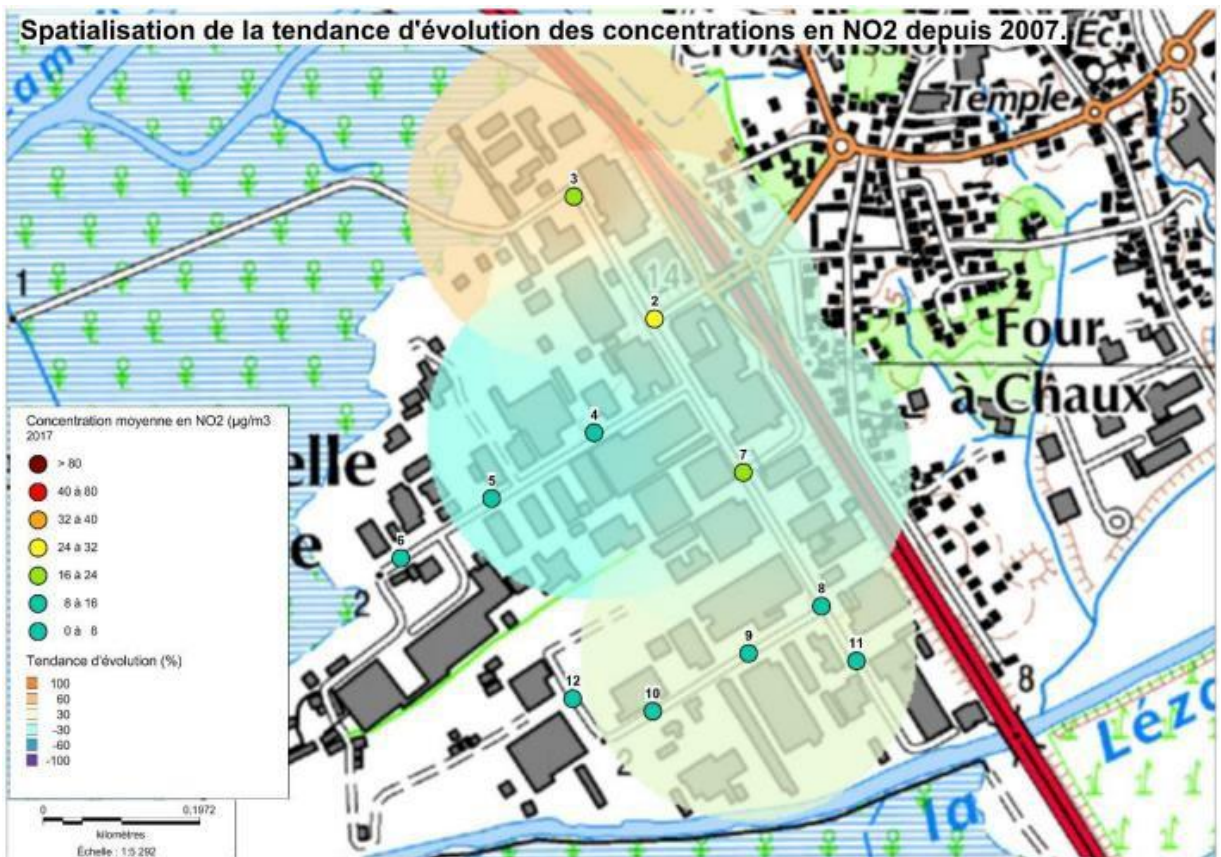 Spatialisation de la tendance d'évolution des concentrations en NO2 depuis 2007.
Croix Mission
Ec.
Temple
5
3
1
14
2
Four
à Chaux
4
7
elle
5
e
6
2
8
9
11
8
12
10
2
Léz
la
Concentration moyenne en NO2 (µg/m3
2017
> 80
40 à 80
32 à 40
24 à 32
16 à 24
8 à 16
0 à 8
Tendance d'évolution (%)
100
60
30
-30
-60
-100
0 0,1972
kilomètres
Échelle : 1:5 292